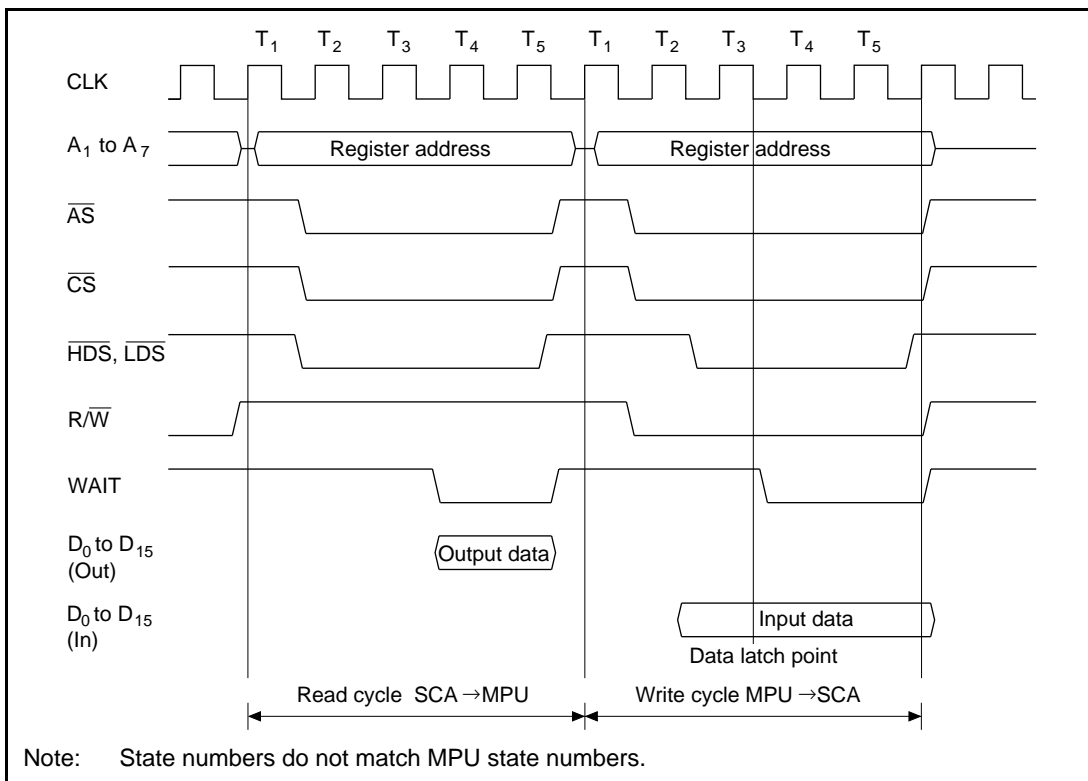 T1 T2 T3 T4 T5 T1 T2 T3 T4 T5
CLK
A1 to A7
Register address
Register address
AS
CS
HDS, LDS
R/W
WAIT
D0 to D15
(Out)
Output data
D0 to D15
(In)
Input data
Data latch point
Read cycle SCA →MPU
Write cycle MPU →SCA
Note: State numbers do not match MPU state numbers.